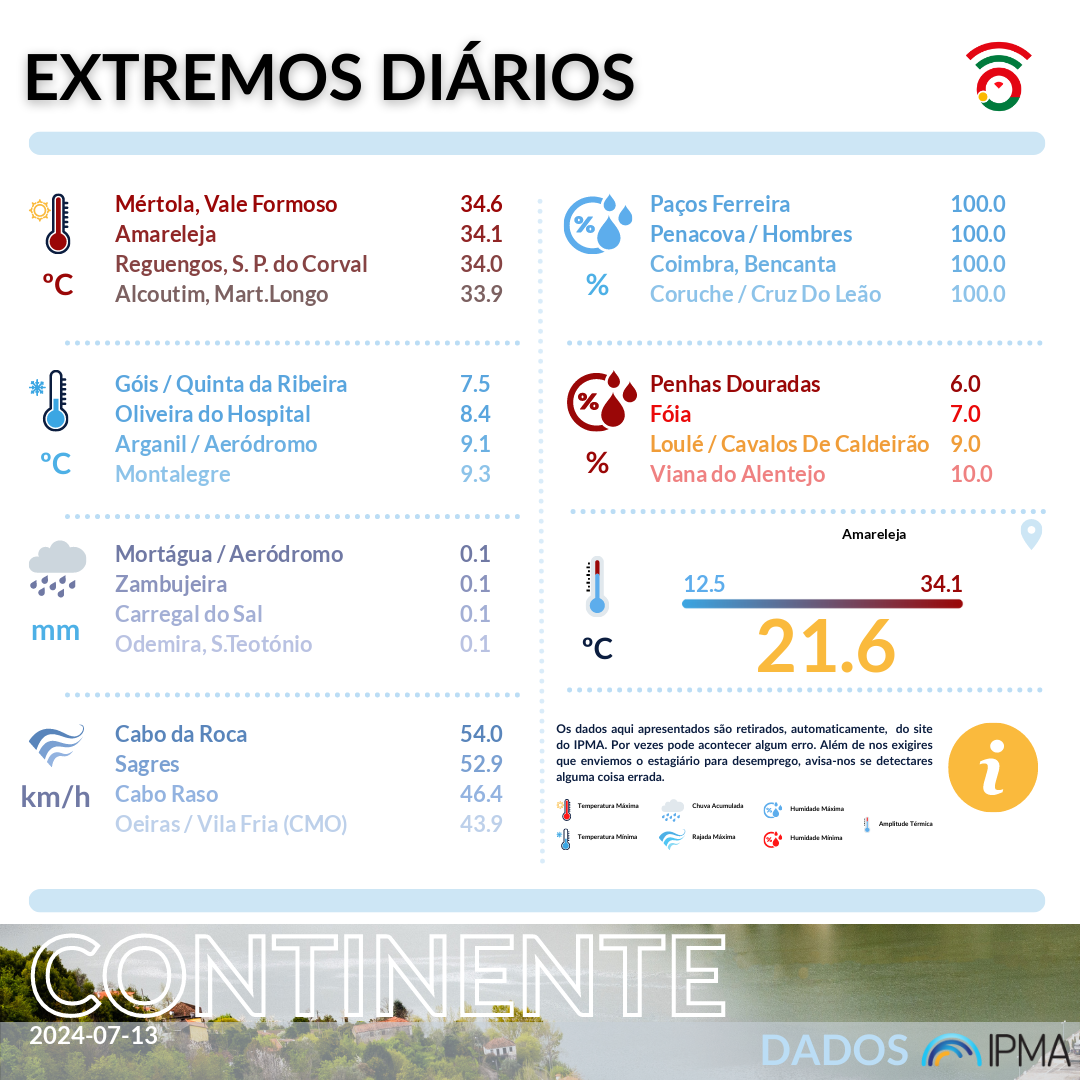 EXTREMOS DIÁRIOS
Mértola, Vale Formoso 34.6
Amareleja 34.1
Reguengos, S. P. do Corval 34.0
Alcoutim, Mart.Longo 33.9
ºC
Góis / Quinta da Ribeira 7.5
Oliveira do Hospital 8.4
Arganil / Aeródromo 9.1
Montalegre 9.3
ºC
Mortágua / Aeródromo 0.1
Zambujeira 0.1
Carregal do Sal 0.1
Odemira, S.Teotónio 0.1
mm
Cabo da Roca 54.0
Sagres 52.9
Cabo Raso 46.4
Oeiras / Vila Fria (CMO) 43.9
km/h
%
Paços Ferreira 100.0
Penacova / Hombres 100.0
Coimbra, Bencanta 100.0
Coruche / Cruz Do Leão 100.0
%
%
Penhas Douradas 6.0
Fóia 7.0
Loulé / Cavalos De Caldeirão 9.0
Viana do Alentejo 10.0
%
Amareleja
12.5 34.1
21.6
ºC
Os dados aqui apresentados são retirados, automaticamente, do site
do IPMA. Por vezes pode acontecer algum erro. Além de nos exigires
que enviemos o estagiário para desemprego, avisa-nos se detectares
alguma coisa errada.
i
Temperatura Máxima Chuva Acumulada Humidade Máxima
Amplitude Térmica
Temperatura Mínima Rajada Máxima Humidade Mínima
CONTINENTE
2024-07-13
DADOS IPMA